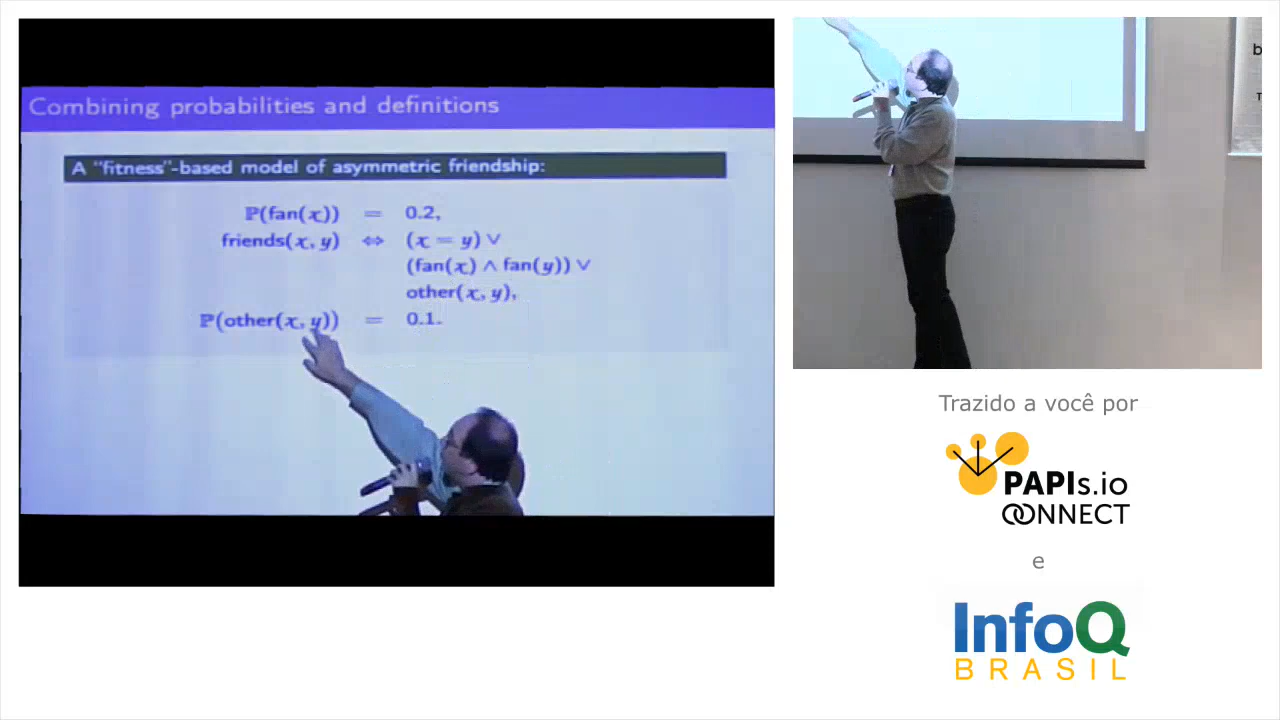 Combining probabilities and definitions
A "fitness"-based model of asymmetric friendship:
ℙ(fan(x)) = 0.2,
friends(x, y) ⇔ (x = y) ∨
(fan(x) ∧ fan(y)) ∨
other(x, y),
ℙ(other(x, y)) = 0.1.
Trazido a você por
PAPIs.io
CONNECT
e
InfoQ
BRASIL